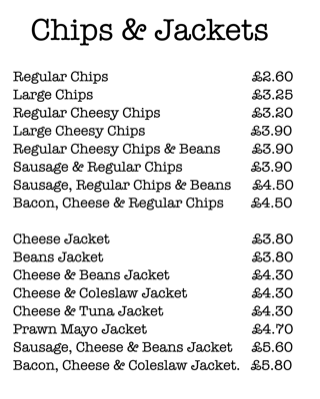 Chips & Jackets
Regular Chips £2.60
Large Chips £3.25
Regular Cheesy Chips £3.20
Large Cheesy Chips £3.90
Regular Cheesy Chips & Beans £3.90
Sausage & Regular Chips £3.90
Sausage, Regular Chips & Beans £4.50
Bacon, Cheese & Regular Chips £4.50
Cheese Jacket £3.80
Beans Jacket £3.80
Cheese & Beans Jacket £4.30
Cheese & Coleslaw Jacket £4.30
Cheese & Tuna Jacket £4.30
Prawn Mayo Jacket £4.70
Sausage, Cheese & Beans Jacket £5.60
Bacon, Cheese & Coleslaw Jacket. £5.80